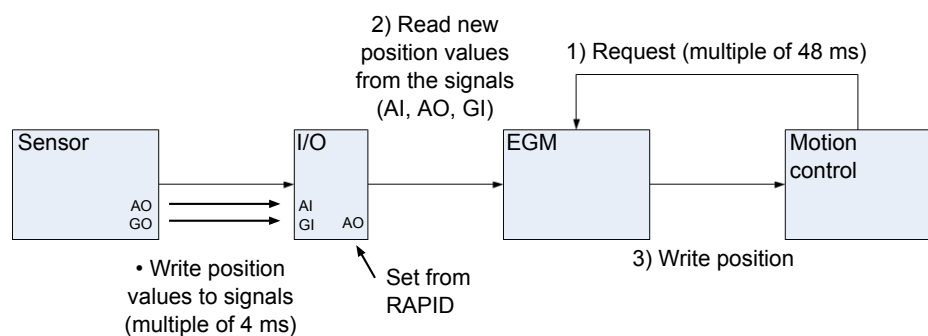 2) Read new
position values
from the signals
(AI, AO, GI)
1) Request (multiple of 48 ms)
Sensor
I/O
EGM
Motion
control
AO
GO
AI
GI
AO
• Write position
values to signals
(multiple of 4 ms)
Set from
RAPID
3) Write position